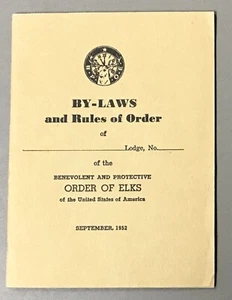 BY-LAWS
and Rules of Order
of
Lodge, No.
of the
BENEVOLENT AND PROTECTIVE
ORDER OF ELKS
of the United States of America
SEPTEMBER, 1952